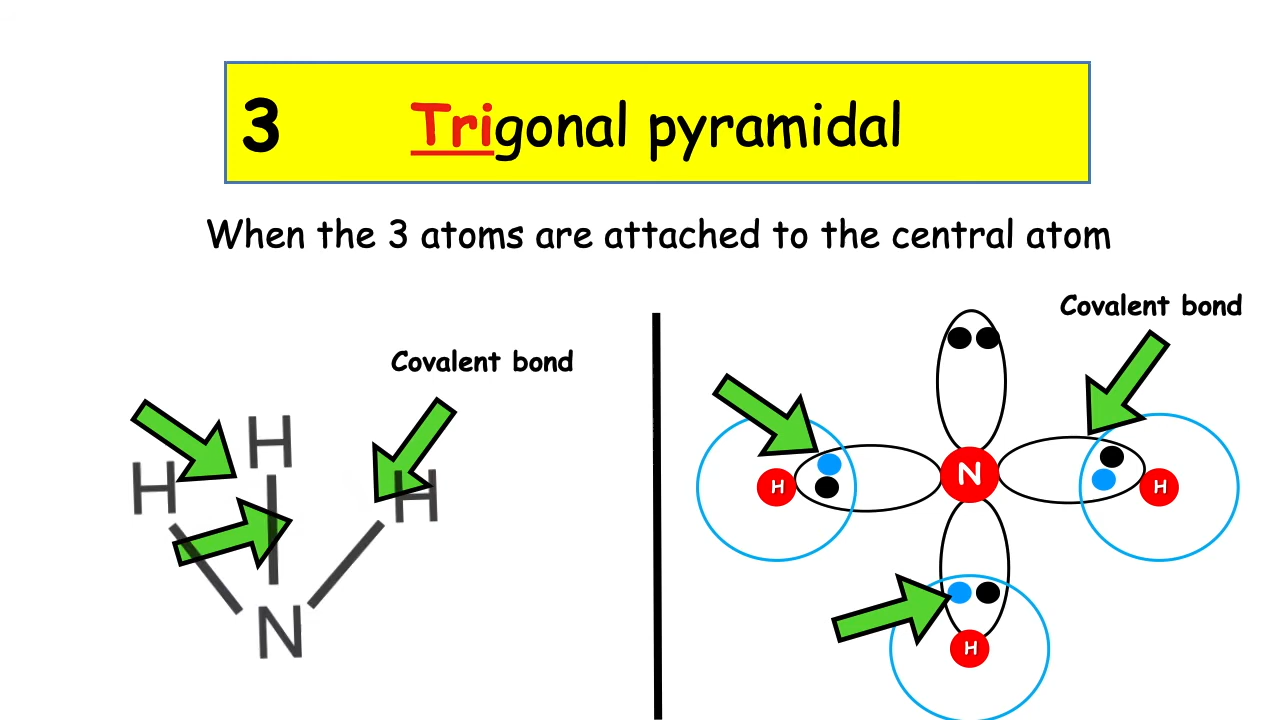 3 Trigonal pyramidal
When the 3 atoms are attached to the central atom
Covalent bond
H
H
H
N
Covalent bond
N
H
H
H